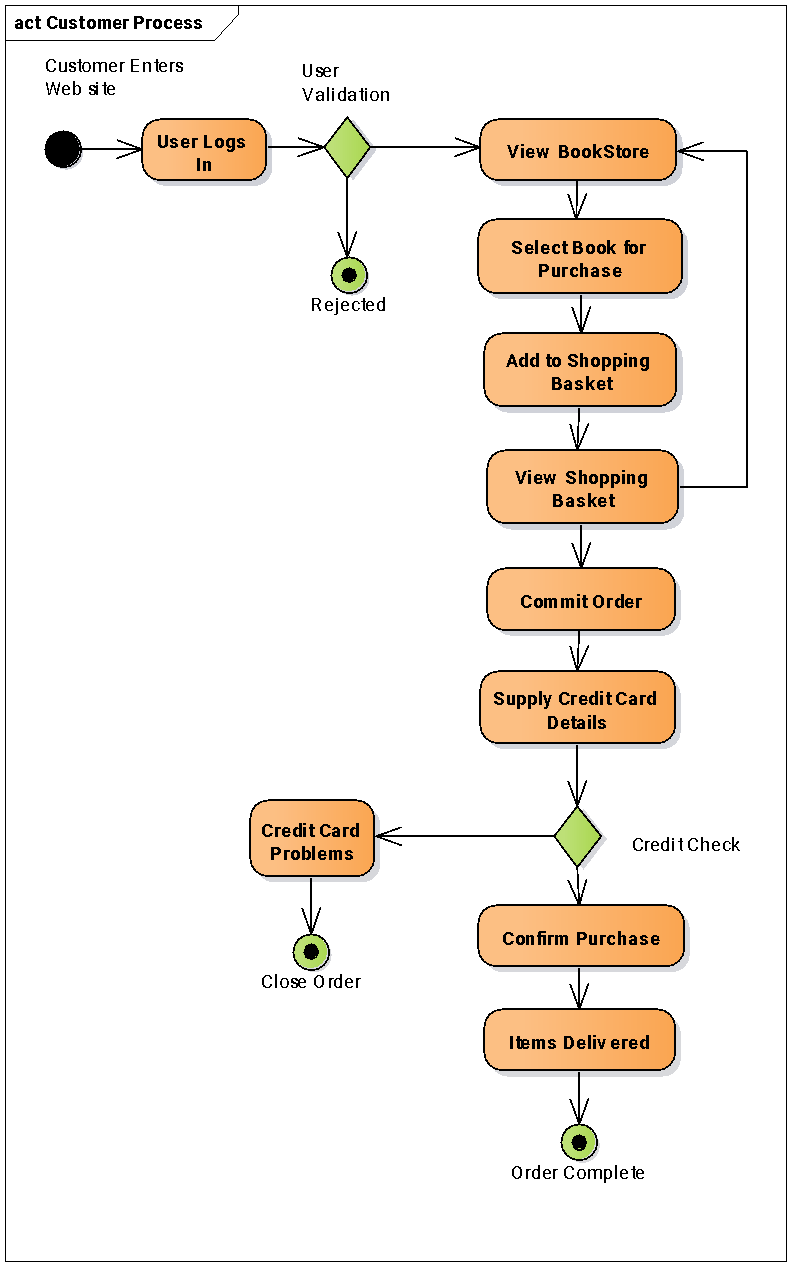 act Customer Process
Customer Enters
Web site
User
Validation
User Logs
In
View BookStore
Select Book for
Purchase
Rejected
Add to Shopping
Basket
View Shopping
Basket
Commit Order
Supply Credit Card
Details
Credit Card
Problems
Credit Check
Confirm Purchase
Close Order
Items Delivered
Order Complete